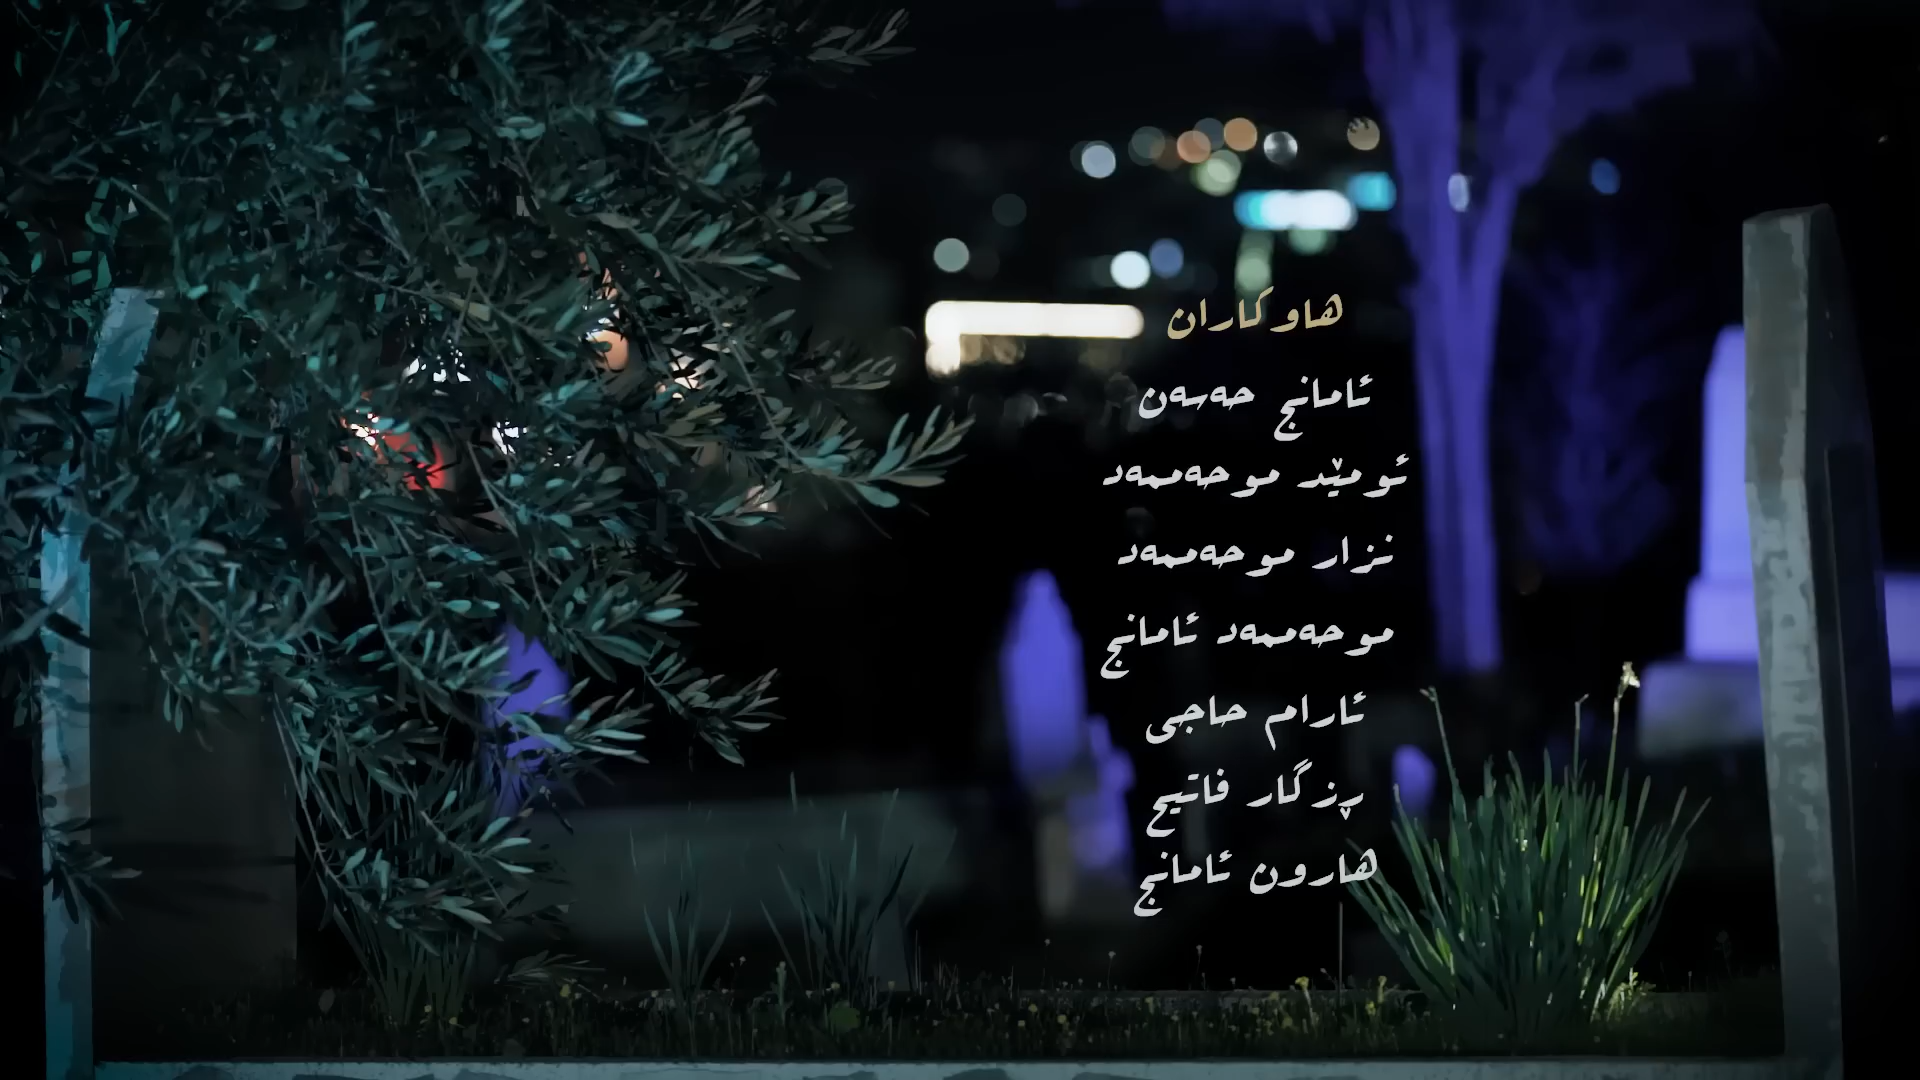 هاوکاران
ئامانج حەسەن
ئومێد موحەممەد
نزار موحەممەد
موحەممەد ئامانج
ئارام حاجی
ڕزگار فاتیح
هارون ئامانج